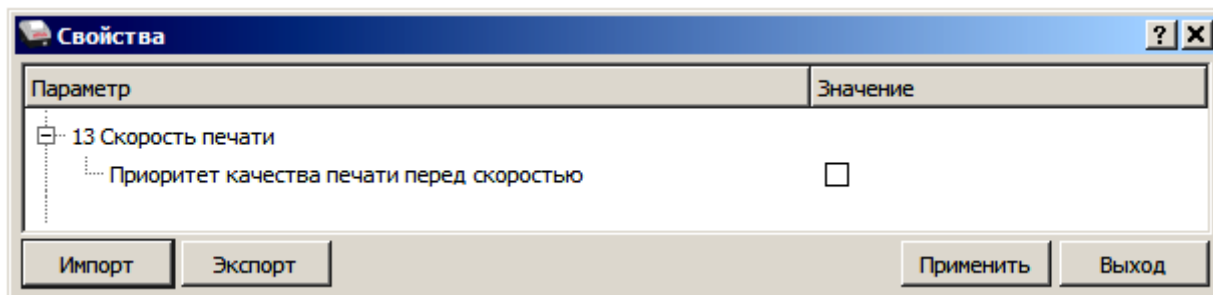 Свойства
Параметр Значение
13 Скорость печати
Приоритет качества печати перед скоростью
Импорт Экспорт Применить Выход